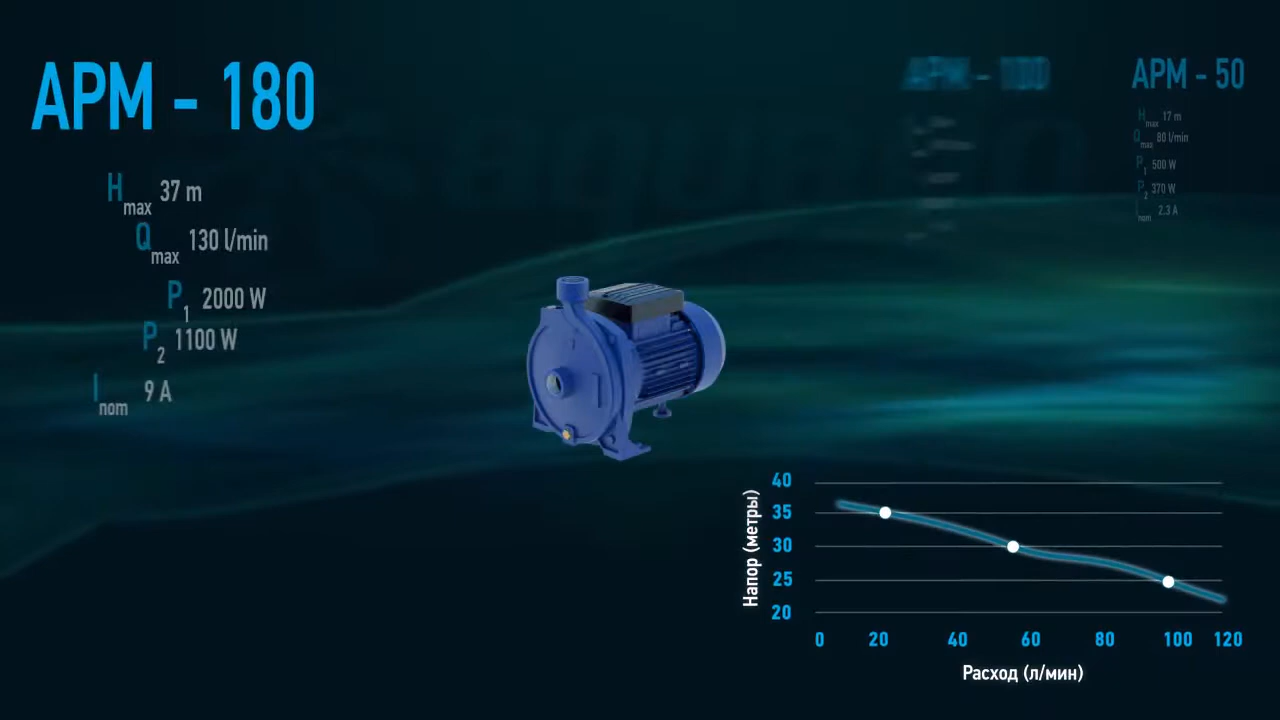 APM - 180
Hmax 37 m
Qmax 130 l/min
P1 2000 W
P2 1100 W
Inom 9 A
APM - 100
APM - 50
Hmax 17 m
Qmax 80 l/min
P1 500 W
P2 370 W
Inom 2.3 A
Напор (метры)
40
35
30
25
20
0 20 40 60 80 100 120
Расход (л/мин)